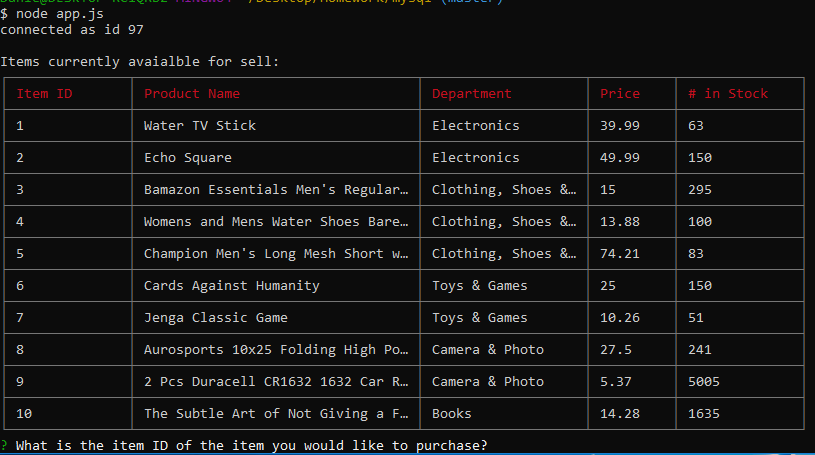 $ node app.js
connected as id 97
Items currently avaialble for sell:
Item ID Product Name Department Price # in Stock
1 Water TV Stick Electronics 39.99 63
2 Echo Square Electronics 49.99 150
3 Bamazon Essentials Men's Regular… Clothing, Shoes &… 15 295
4 Womens and Mens Water Shoes Bare… Clothing, Shoes &… 13.88 100
5 Champion Men's Long Mesh Short w… Clothing, Shoes &… 74.21 83
6 Cards Against Humanity Toys & Games 25 150
7 Jenga Classic Game Toys & Games 10.26 51
8 Aurosports 10x25 Folding High Po… Camera & Photo 27.5 241
9 2 Pcs Duracell CR1632 1632 Car R… Camera & Photo 5.37 5005
10 The Subtle Art of Not Giving a F… Books 14.28 1635
? What is the item ID of the item you would like to purchase?